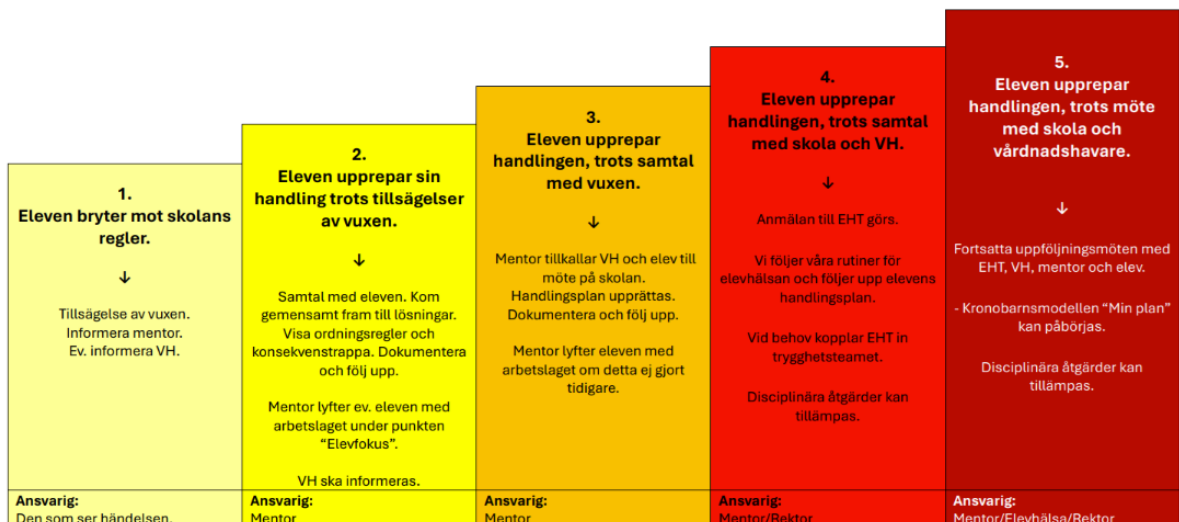 1.
Eleven bryter mot skolans
regler.
↓
Tillsägelse av vuxen.
Informera mentor.
Ev. informera VH.
Ansvarig:
Den som ser händelsen.
2.
Eleven upprepar sin
handling trots tillsägelser
av vuxen.
↓
Samtal med eleven. Kom
gemensamt fram till lösningar.
Visa ordningsregler och
konsekvenstrappa. Dokumentera
och följ upp.
Mentor lyfter ev. eleven med
arbetslaget under punkten
“Elevfokus”.
VH ska informeras.
Ansvarig:
Mentor
3.
Eleven upprepar
handlingen, trots samtal
med vuxen.
↓
Mentor tillkallar VH och elev till
möte på skolan.
Handlingsplan upprättas.
Dokumentera och följ upp.
Mentor lyfter eleven med
arbetslaget om detta ej gjort
tidigare.
Ansvarig:
Mentor
4.
Eleven upprepar
handlingen, trots samtal
med skola och VH.
↓
Anmälan till EHT görs.
Vi följer våra rutiner för
elevhälsan och följer upp elevens
handlingsplan.
Vid behov kopplar EHT in
trygghetsteamet.
Disciplinära åtgärder kan
tillämpas.
Ansvarig:
Mentor/Rektor
5.
Eleven upprepar
handlingen, trots möte
med skola och
vårdnadshavare.
↓
Fortsatta uppföljningsmöten med
EHT, VH, mentor och elev.
- Kronobarnsmodellen “Min plan”
kan påbörjas.
Disciplinära åtgärder kan
tillämpas.
Ansvarig:
Mentor/Elevhälsa/Rektor